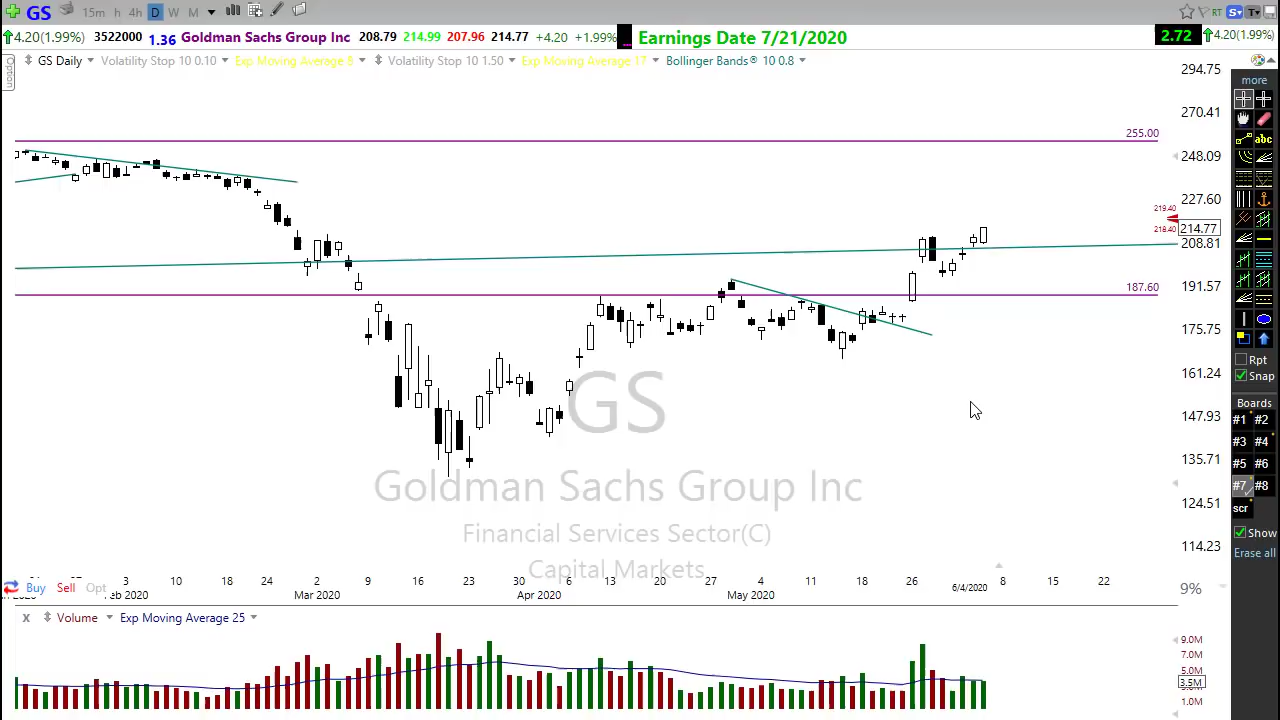 GS 15m h 4h D W M RT S T
4.20(1.99%) 3522000 1.36 Goldman Sachs Group Inc 208.79 214.99 207.96 214.77 +4.20 +1.99% Earnings Date 7/21/2020 2.72 4.20(1.99%)
Option GS Daily Volatility Stop 10 0.10 Exp Moving Average 8 Volatility Stop 10 1.50 Exp Moving Average 17 Bollinger Bands® 10 0.8
294.75
more
270.41
255.00
abc
248.09
227.60
219.40
218.40
214.77
208.81
191.57
187.60
175.75
Rpt
161.24
Snap
GS
Boards
147.93
#1 #2
#3 #4
135.71
#5 #6
Goldman Sachs Group Inc
#7 #8
124.51
scr
Financial Services Sector(C)
Show
114.23
Erase all
Capital Markets
3 10 18 24 2 9 16 23 30 6 13 20 27 4 11 18 26 6/4/2020 8 15 22
Buy Sell Opt 9%
2020 Feb 2020 Mar 2020 Apr 2020 May 2020
x Volume Exp Moving Average 25
9.0M
7.0M
5.0M
3.5M
1.0M